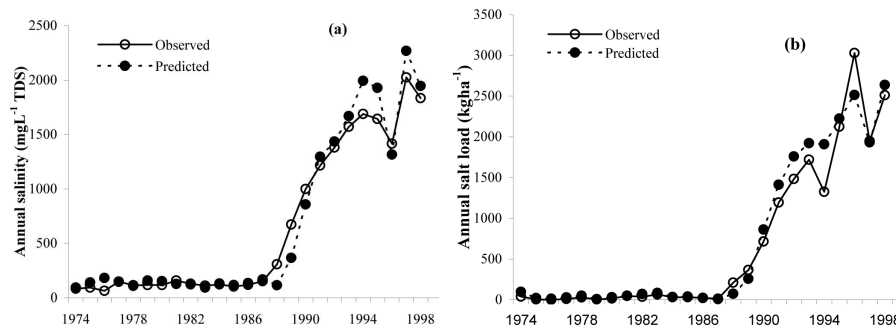 (a)
Observed
Predicted
Annual salinity (mgL⁻¹ TDS)
2500
2000
1500
1000
500
0
1974 1978 1982 1986 1990 1994 1998
(b)
Observed
Predicted
Annual salt load (kgha⁻¹)
3500
3000
2500
2000
1500
1000
500
0
1974 1978 1982 1986 1990 1994 1998